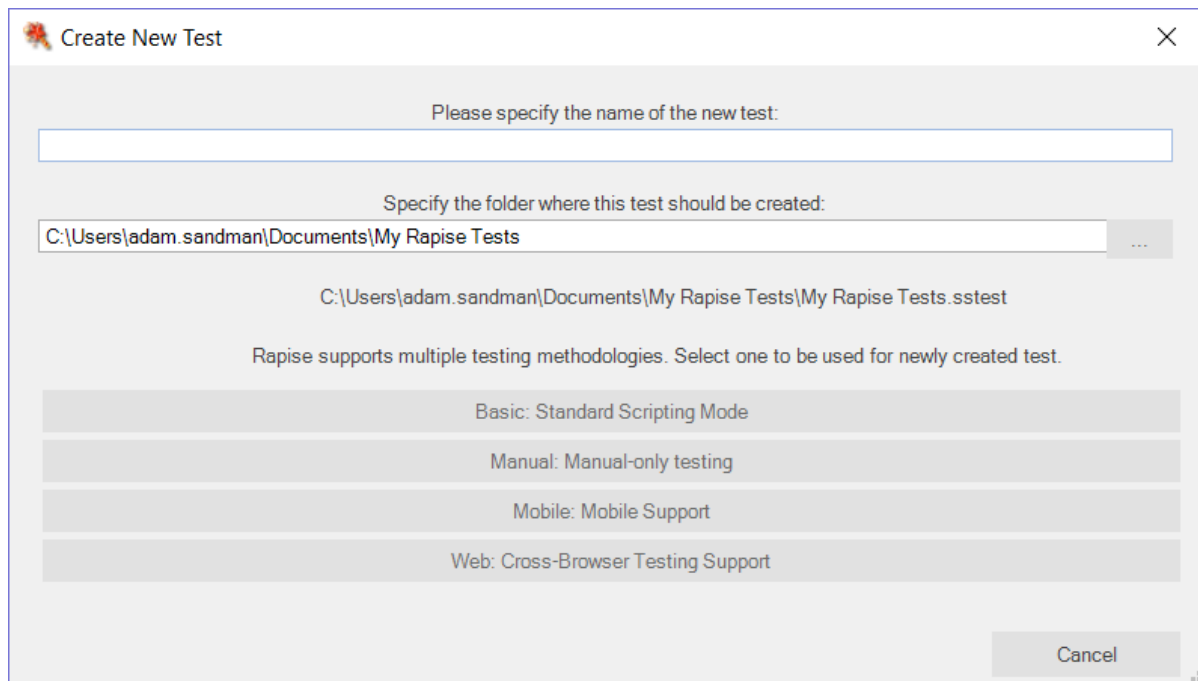 Create New Test
Please specify the name of the new test:
Specify the folder where this test should be created:
C:\Users\adam.sandman\Documents\My Rapise Tests
...
C:\Users\adam.sandman\Documents\My Rapise Tests\My Rapise Tests.sstest
Rapise supports multiple testing methodologies. Select one to be used for newly created test.
Basic: Standard Scripting Mode
Manual: Manual-only testing
Mobile: Mobile Support
Web: Cross-Browser Testing Support
Cancel